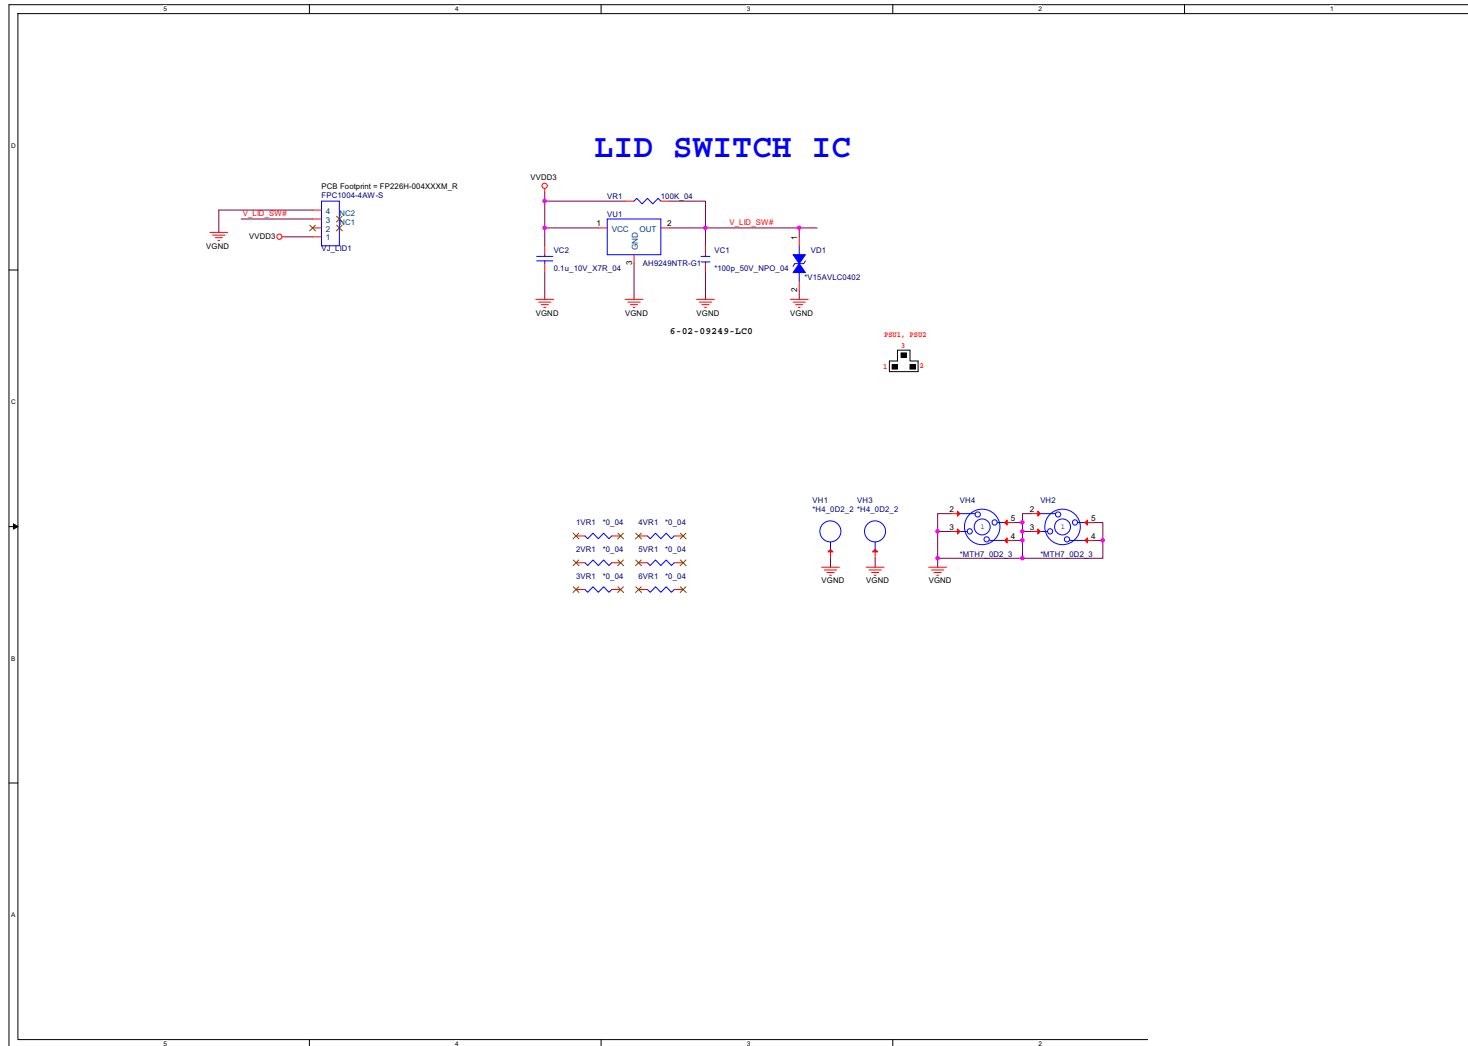 5 4 3 2 1
D
LID SWITCH IC
VVDD3
PCB Footprint = FP226H-004XXXM_R
FPC1004-4AW-S
VR1 100K_04
4
3
2
1
NC2
NC1
V_LID_SW#
VVDD3
VJ_LID1
VGND
VU1
1 VCC OUT 2
GND
3
V_LID_SW#
1
VC2
0.1u_10V_X7R_04
AH9249NTR-G1
VC1
*100p_50V_NPO_04
VD1
*V15AVLC0402
2
VGND VGND VGND VGND
6-02-09249-LC0
PSU1, PSU2
3
1 2
C
VH1 VH3 VH4 VH2
*H4_0D2_2 *H4_0D2_2
2 5 2 5
1 1
3 4 3 4
*MTH7_0D2_3 *MTH7_0D2_3
VGND VGND VGND
1VR1 *0_04 4VR1 *0_04
2VR1 *0_04 5VR1 *0_04
3VR1 *0_04 6VR1 *0_04
B
A
5 4 3 2